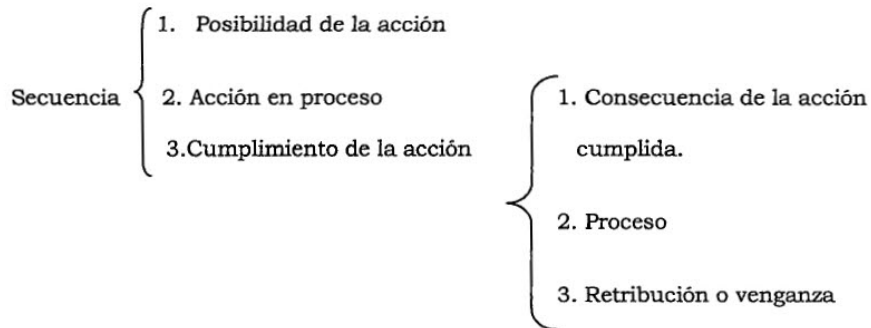 1. Posibilidad de la acción
Secuencia
2. Acción en proceso
3.Cumplimiento de la acción
1. Consecuencia de la acción
cumplida.
2. Proceso
3. Retribución o venganza